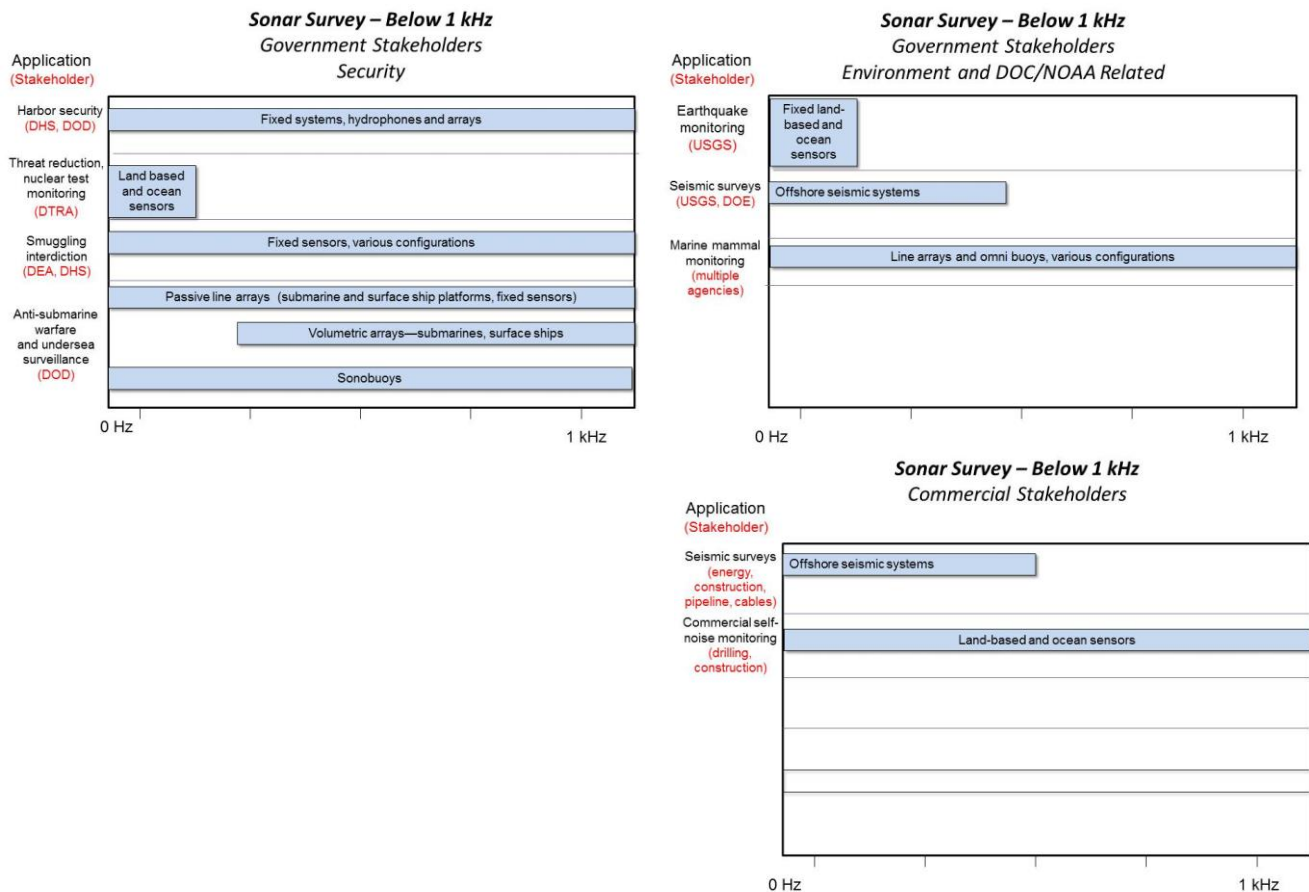 Sonar Survey – Below 1 kHz
Government Stakeholders
Security
Application
(Stakeholder)
Harbor security
(DHS, DOD)
Fixed systems, hydrophones and arrays
Threat reduction,
nuclear test
monitoring
(DTRA)
Land based
and ocean
sensors
Smuggling
interdiction
(DEA, DHS)
Fixed sensors, various configurations
Passive line arrays (submarine and surface ship platforms, fixed sensors)
Anti-submarine
warfare
and undersea
surveillance
(DOD)
Volumetric arrays—submarines, surface ships
Sonobuoys
0 Hz
1 kHz
Sonar Survey – Below 1 kHz
Government Stakeholders
Environment and DOC/NOAA Related
Application
(Stakeholder)
Earthquake
monitoring
(USGS)
Fixed land-
based and
ocean
sensors
Seismic surveys
(USGS, DOE)
Offshore seismic systems
Marine mammal
monitoring
(multiple
agencies)
Line arrays and omni buoys, various configurations
0 Hz
1 kHz
Sonar Survey – Below 1 kHz
Commercial Stakeholders
Application
(Stakeholder)
Seismic surveys
(energy,
construction,
pipeline, cables)
Offshore seismic systems
Commercial self-
noise monitoring
(drilling,
construction)
Land-based and ocean sensors
0 Hz
1 kHz